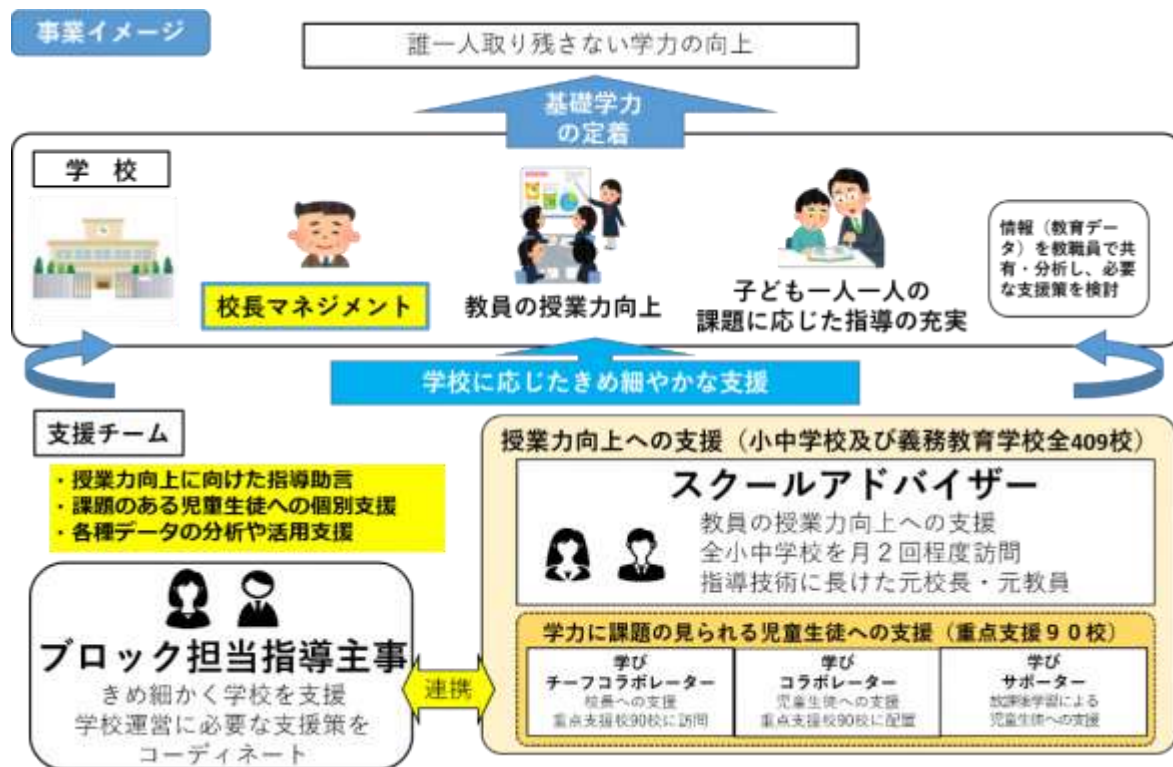 事業イメージ
誰一人取り残さない学力の向上
基礎学力
の定着
学　校
校長マネジメント
教員の授業力向上
子ども一人一人の
課題に応じた指導の充実
情報（教育デー
タ）を教職員で共
有・分析し、必要
な支援策を検討
学校に応じたきめ細やかな支援
支援チーム
・授業力向上に向けた指導助言
・課題のある児童生徒への個別支援
・各種データの分析や活用支援
ブロック担当指導主事
きめ細かく学校を支援
学校運営に必要な支援策を
コーディネート
連携
授業力向上への支援（小中学校及び義務教育学校全409校）
スクールアドバイザー
教員の授業力向上への支援
全小中学校を月２回程度訪問
指導技術に長けた元校長・元教員
学力に課題の見られる児童生徒への支援（重点支援９０校）
学び
チーフコラボレーター
校長への支援
重点支援校90校に訪問
学び
コラボレーター
児童生徒への支援
重点支援校90校に配置
学び
サポーター
放課後学習による
児童生徒への支援